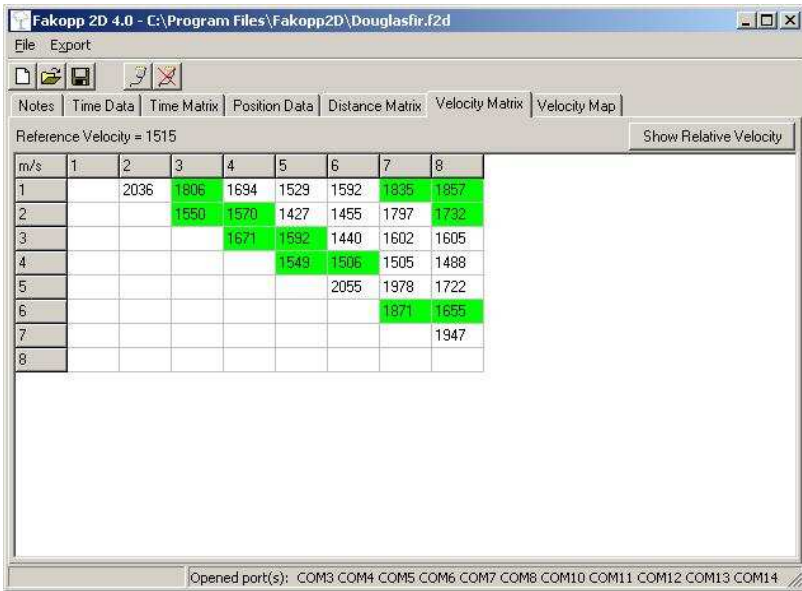 Fakopp 2D 4.0 - C:\Program Files\Fakopp2D\Douglasfir.f2d
File Export
Notes Time Data Time Matrix Position Data Distance Matrix Velocity Matrix Velocity Map
Reference Velocity = 1515 Show Relative Velocity
m/s 1 2 3 4 5 6 7 8
1 2036 1806 1694 1529 1592 1835 1857
2 1550 1570 1427 1455 1797 1732
3 1671 1592 1440 1602 1605
4 1549 1506 1505 1488
5 2055 1978 1722
6 1871 1655
7 1947
8
Opened port(s): COM3 COM4 COM5 COM6 COM7 COM8 COM10 COM11 COM12 COM13 COM14